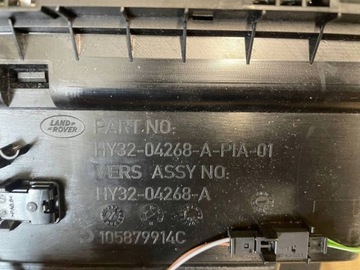 LAND-
ROVER
PART.NO:
HY32-04268-A-PIA-01
VERS ASSY NO:
HY32-04268-A
105879914C